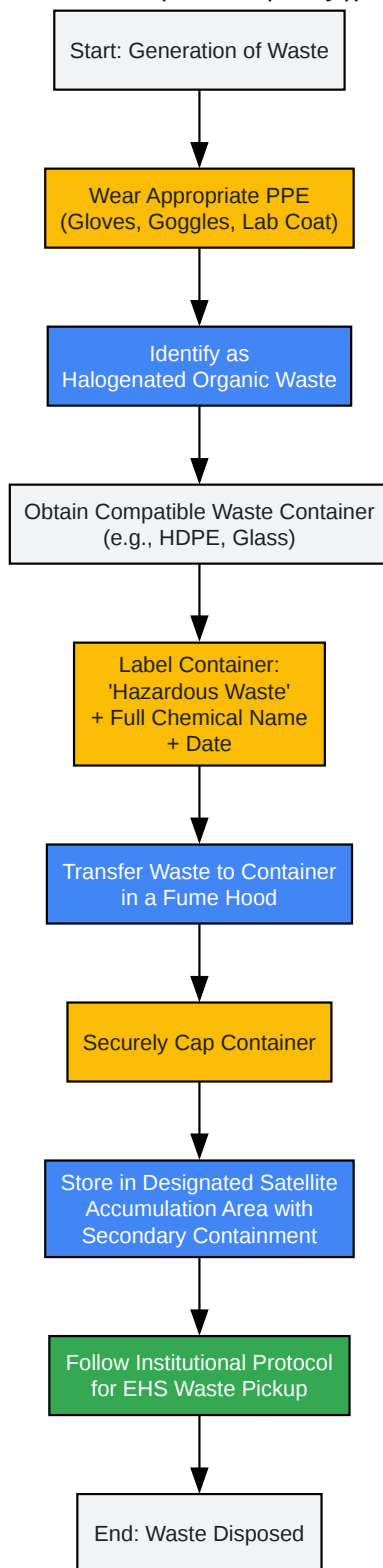 Start: Generation of Waste
Wear Appropriate PPE
(Gloves, Goggles, Lab Coat)
Identify as
Halogenated Organic Waste
Obtain Compatible Waste Container
(e.g., HDPE, Glass)
Label Container:
'Hazardous Waste'
+ Full Chemical Name
+ Date
Transfer Waste to Container
in a Fume Hood
Securely Cap Container
Store in Designated Satellite
Accumulation Area with
Secondary Containment
Follow Institutional Protocol
for EHS Waste Pickup
End: Waste Disposed